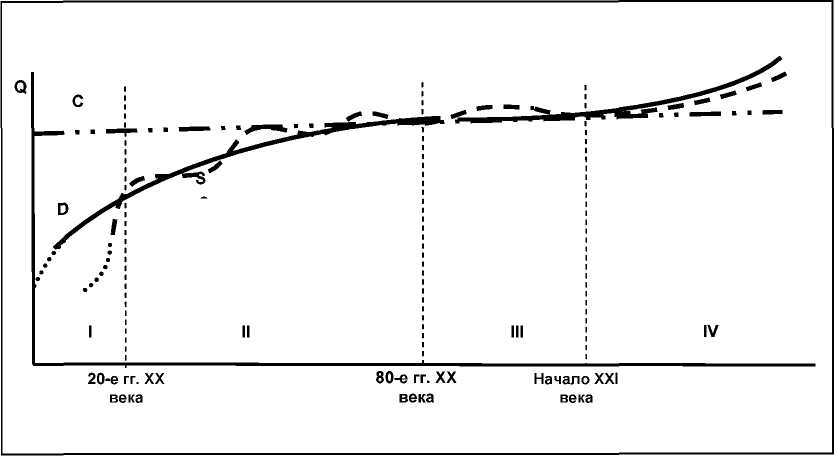 Q
C
S
D
I
II
III
IV
20-е гг. XX
века
80-е гг. XX
века
Начало XXI
века